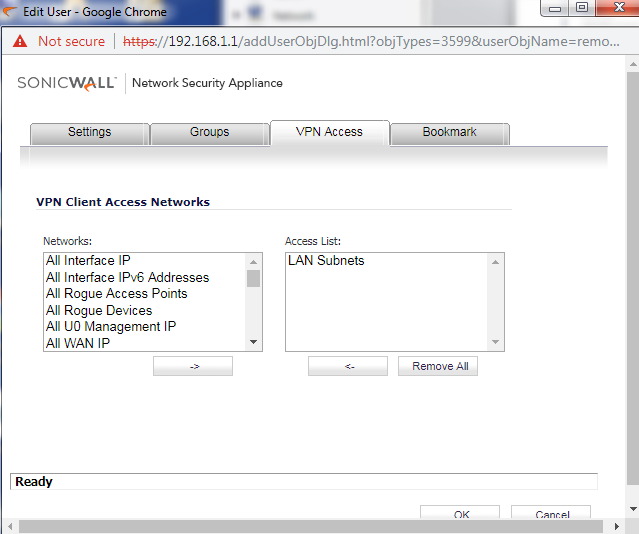 Edit User - Google Chrome
Not secure | https://192.168.1.1/addUserObjDlg.html?objTypes=3599&userObjName=remo...
SONICWALL Network Security Appliance
Settings Groups VPN Access Bookmark
VPN Client Access Networks
Networks: Access List:
All Interface IP LAN Subnets
All Interface IPv6 Addresses
All Rogue Access Points
All Rogue Devices
All U0 Management IP
All WAN IP
-> <- Remove All
Ready
OK Cancel